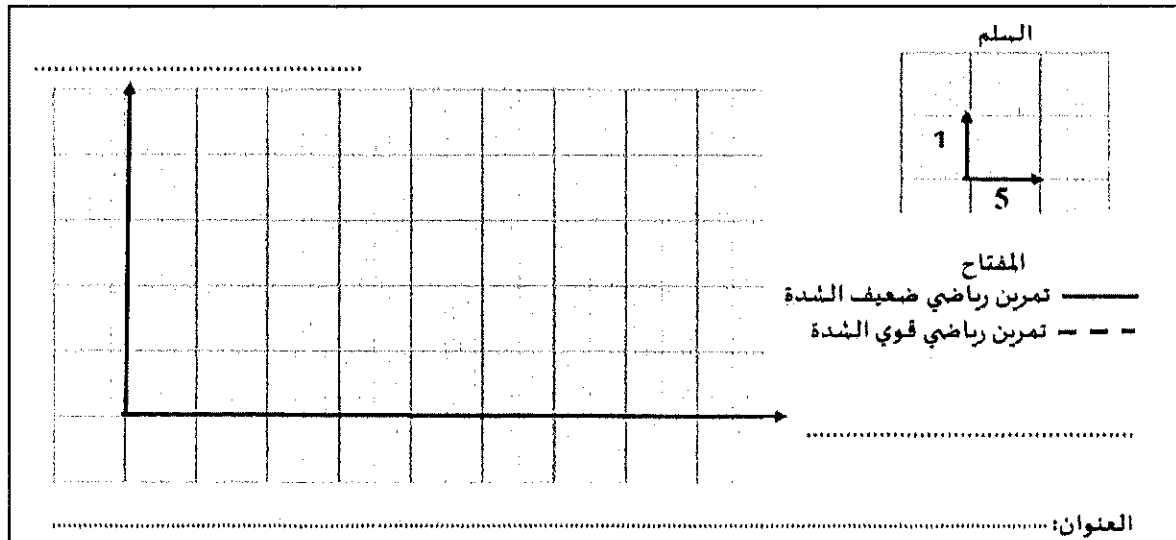 السلم
1
5
المفتاح
تمرين رياضي ضعيف الشدة
تمرين رياضي قوي الشدة
العنوان: